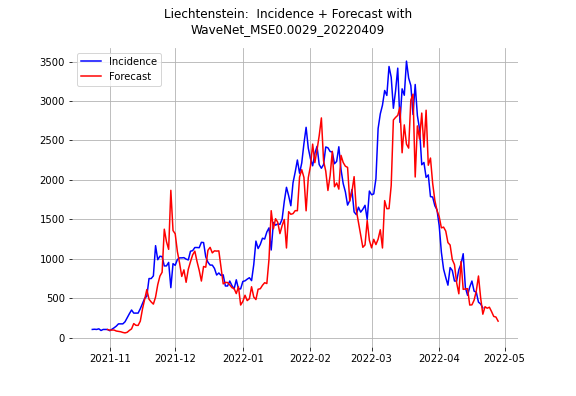 Liechtenstein:  Incidence + Forecast with
WaveNet_MSE0.0029_20220409
Incidence
Forecast
3500
3000
2500
2000
1500
1000
500
0
2021-11 2021-12 2022-01 2022-02 2022-03 2022-04 2022-05